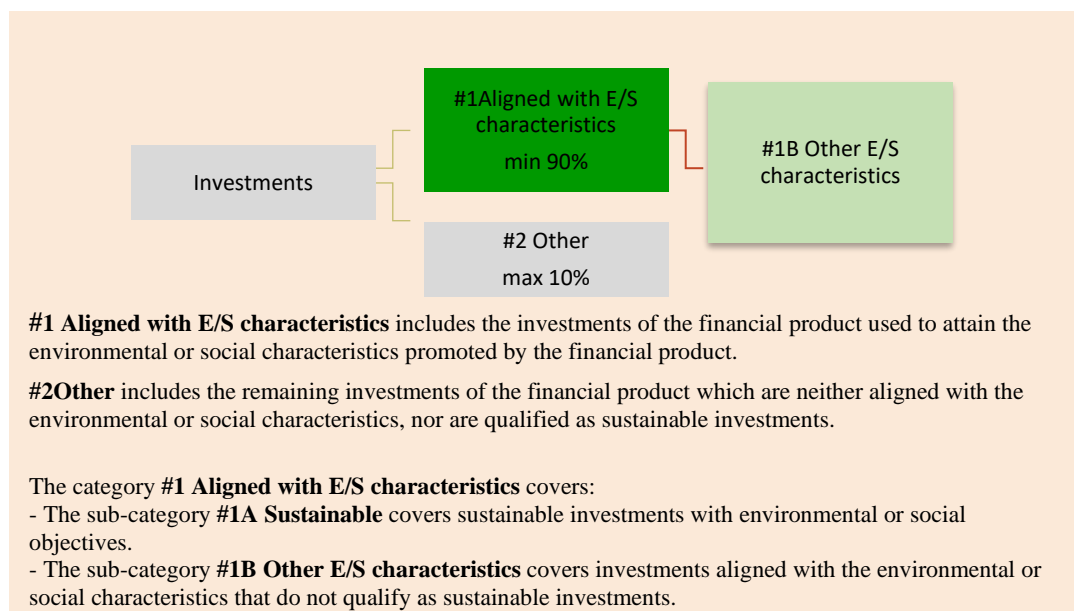 #1Aligned with E/S
characteristics
min 90%
#1B Other E/S
characteristics
Investments
#2 Other
max 10%
#1 Aligned with E/S characteristics includes the investments of the financial product used to attain the
environmental or social characteristics promoted by the financial product.
#2Other includes the remaining investments of the financial product which are neither aligned with the
environmental or social characteristics, nor are qualified as sustainable investments.
The category #1 Aligned with E/S characteristics covers:
- The sub-category #1A Sustainable covers sustainable investments with environmental or social
objectives.
- The sub-category #1B Other E/S characteristics covers investments aligned with the environmental or
social characteristics that do not qualify as sustainable investments.